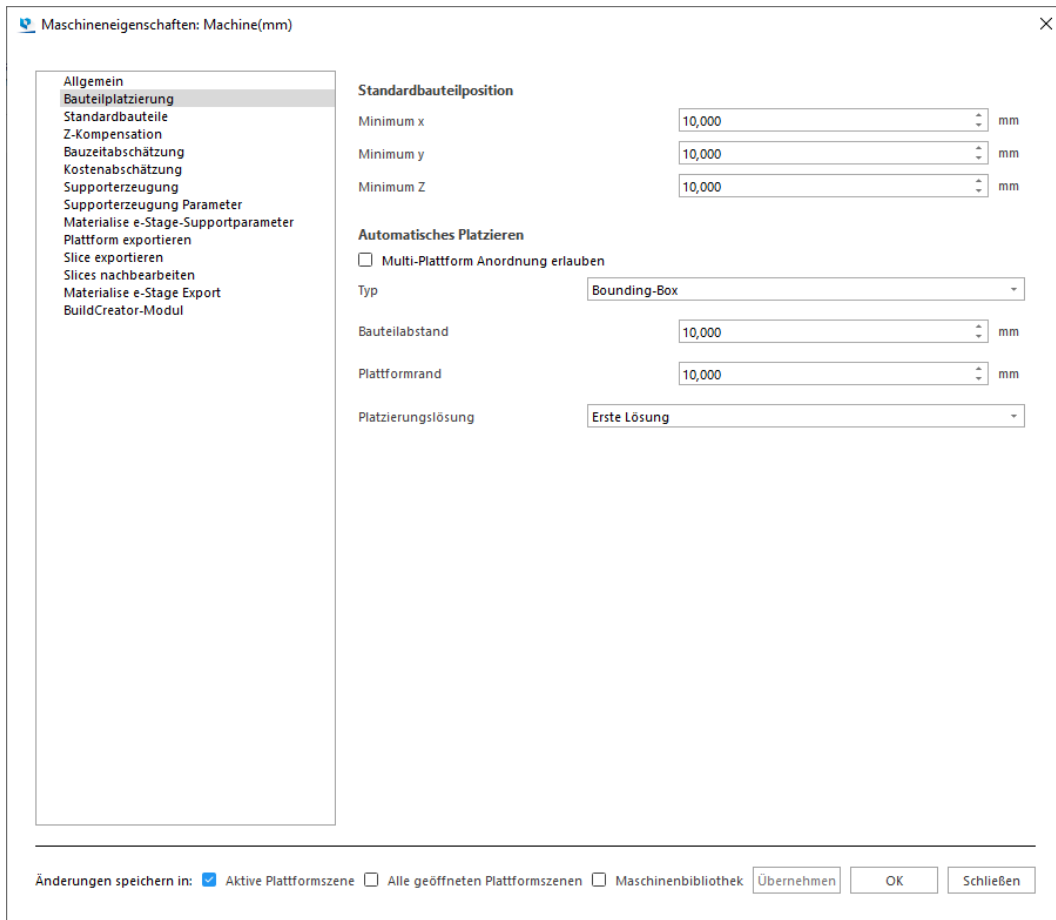 Maschineneigenschaften: Machine(mm)
Allgemein
Bauteilplatzierung
Standardbauteile
Z-Kompensation
Bauzeitabschätzung
Kostenabschätzung
Supporterzeugung
Supporterzeugung Parameter
Materialise e-Stage-Supportparameter
Plattform exportieren
Slice exportieren
Slices nachbearbeiten
Materialise e-Stage Export
BuildCreator-Modul
Standardbauteilposition
Minimum x 10,000 mm
Minimum y 10,000 mm
Minimum Z 10,000 mm
Automatisches Platzieren
Multi-Plattform Anordnung erlauben
Typ Bounding-Box
Bauteilabstand 10,000 mm
Plattformrand 10,000 mm
Platzierungslösung Erste Lösung
Änderungen speichern in: Aktive Plattformszene Alle geöffneten Plattformszenen Maschinenbibliothek Übernehmen OK Schließen